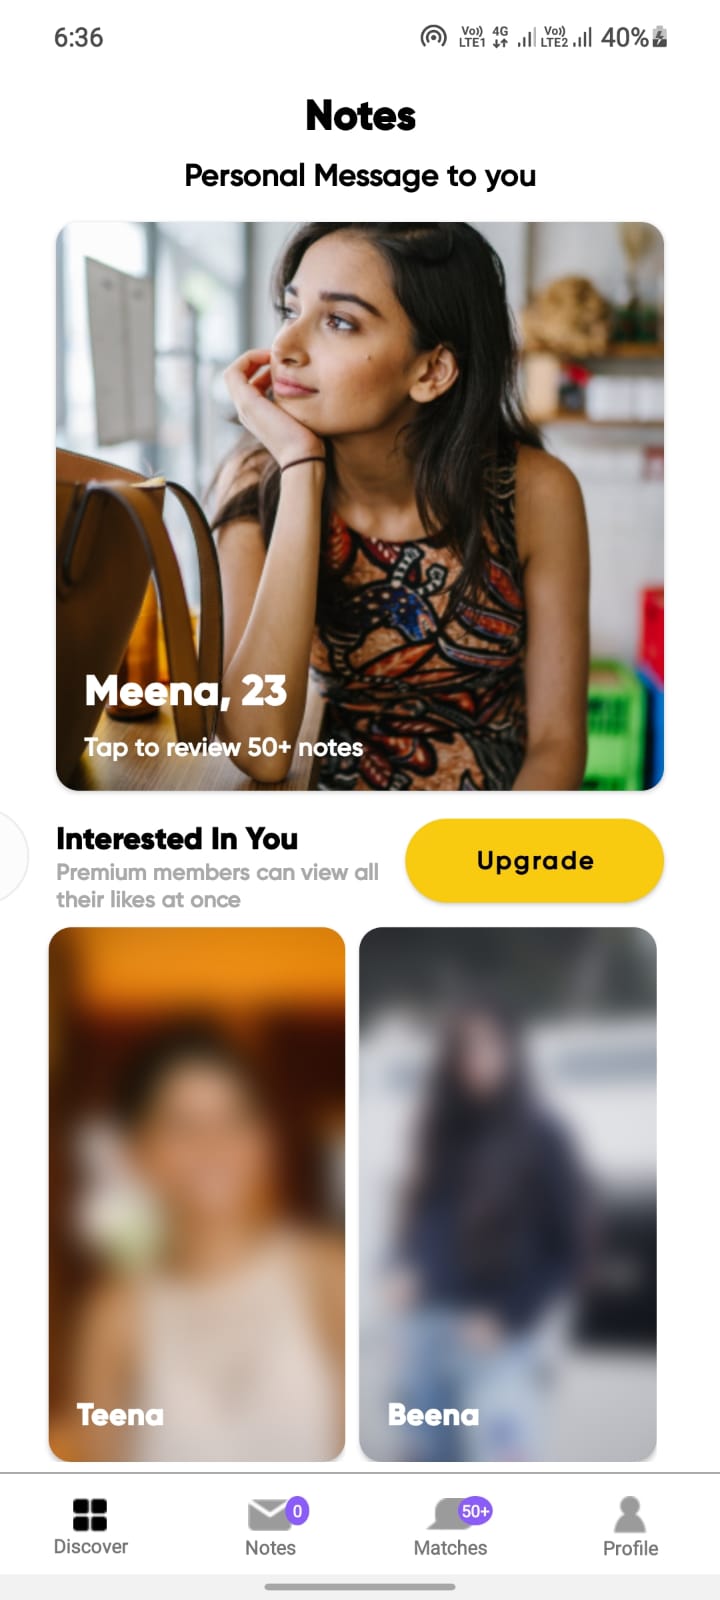 6:36
Vo)) LTE1 4G Vo)) LTE2 40%
Notes
Personal Message to you
Meena, 23
Tap to review 50+ notes
Interested In You
Premium members can view all
their likes at once
Upgrade
Teena
Beena
0
50+
Discover
Notes
Matches
Profile